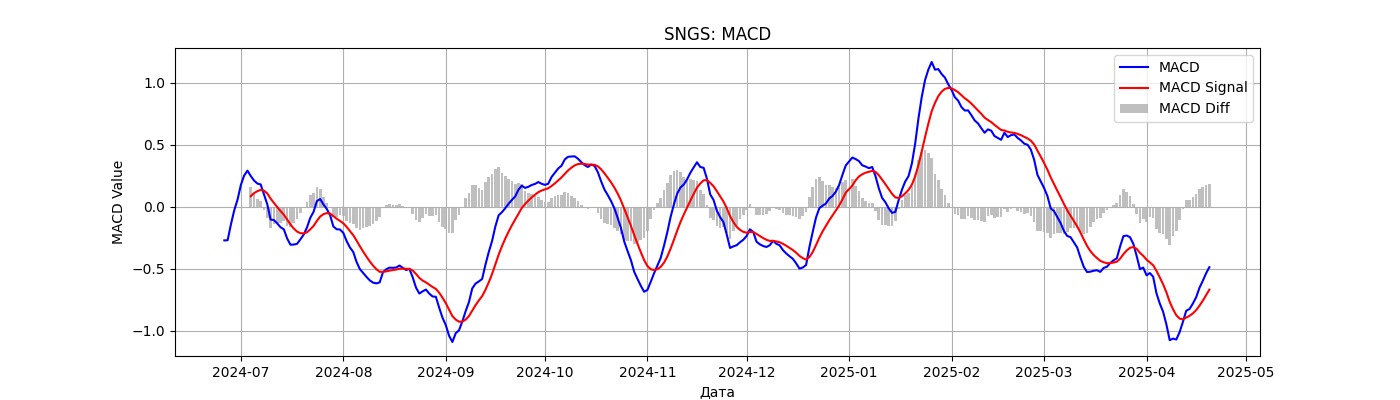 SNGS: MACD
MACD Value
1.0
0.5
0.0
−0.5
−1.0
MACD
MACD Signal
MACD Diff
2024-07 2024-08 2024-09 2024-10 2024-11 2024-12 2025-01 2025-02 2025-03 2025-04 2025-05
Дата